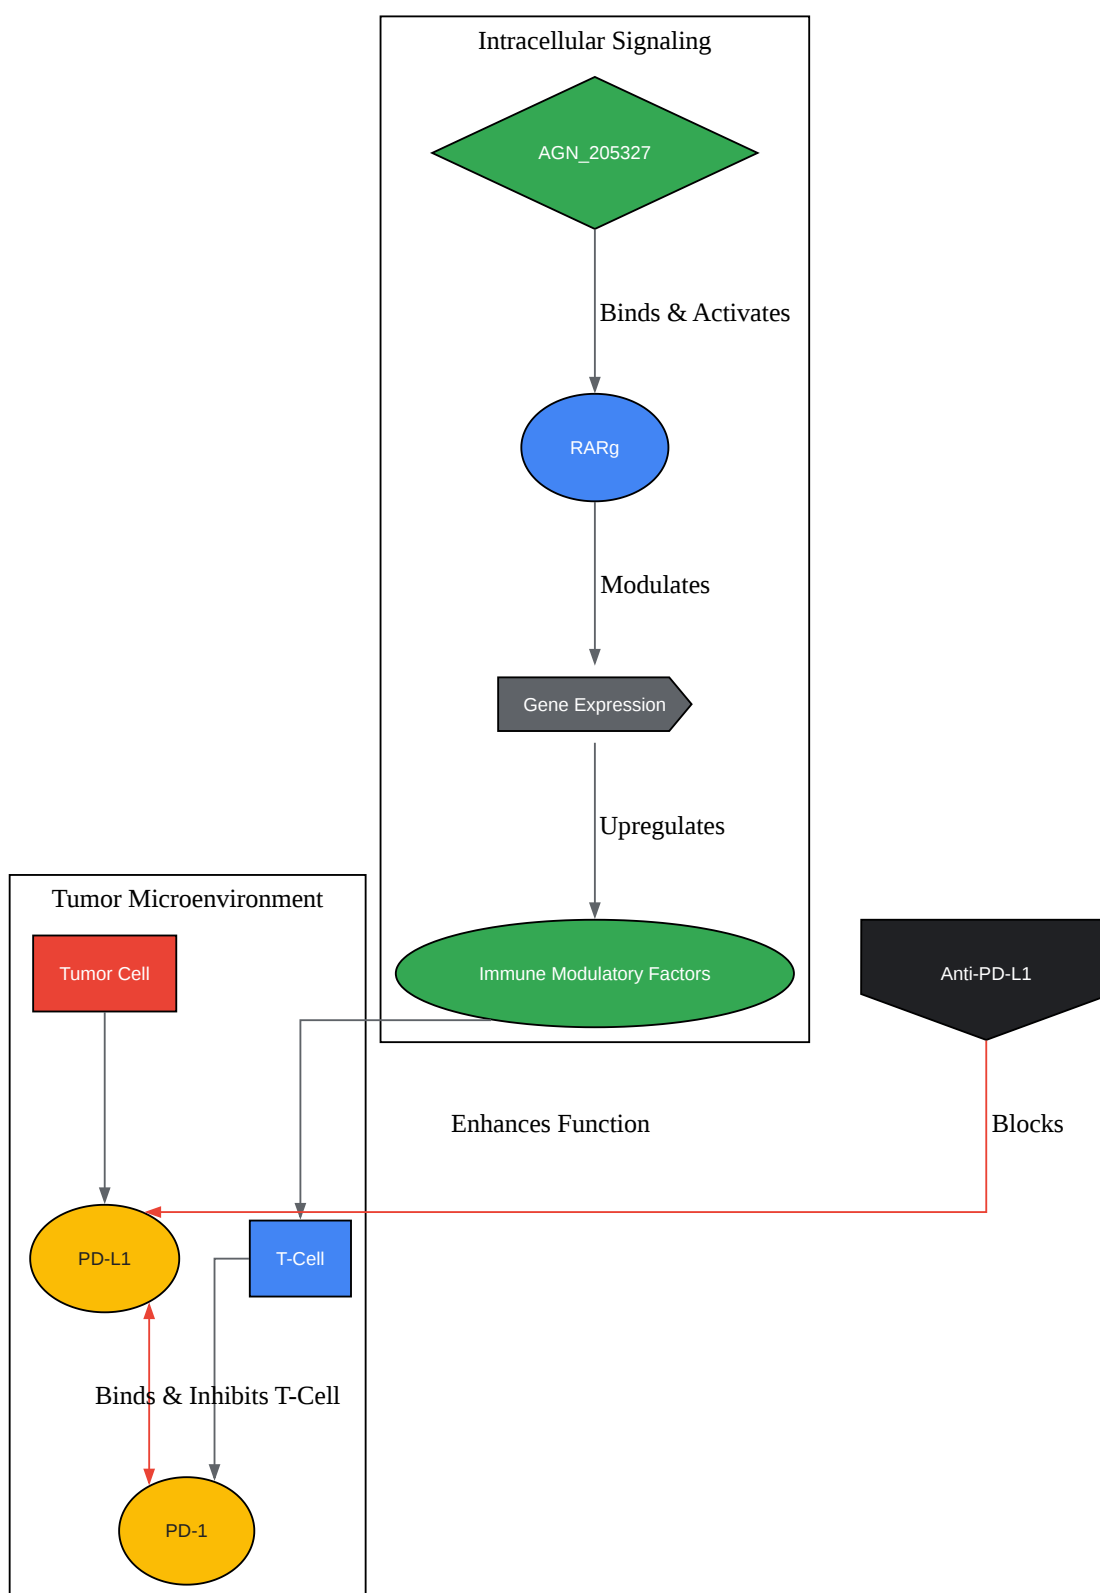 Intracellular Signaling
AGN_205327
Binds & Activates
RARg
Modulates
Gene Expression
Upregulates
Tumor Microenvironment
Tumor Cell
Immune Modulatory Factors
Anti-PD-L1
Enhances Function
Blocks
PD-L1
T-Cell
Binds & Inhibits T-Cell
PD-1